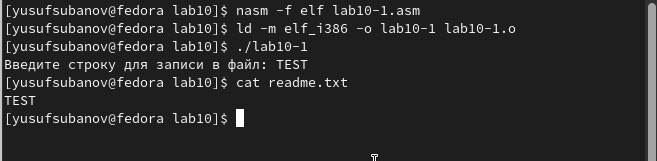 [yusufsubanov@fedora lab10]$ nasm -f elf lab10-1.asm
[yusufsubanov@fedora lab10]$ ld -m elf_i386 -o lab10-1 lab10-1.o
[yusufsubanov@fedora lab10]$ ./lab10-1
Введите строку для записи в файл: TEST
[yusufsubanov@fedora lab10]$ cat readme.txt
TEST
[yusufsubanov@fedora lab10]$